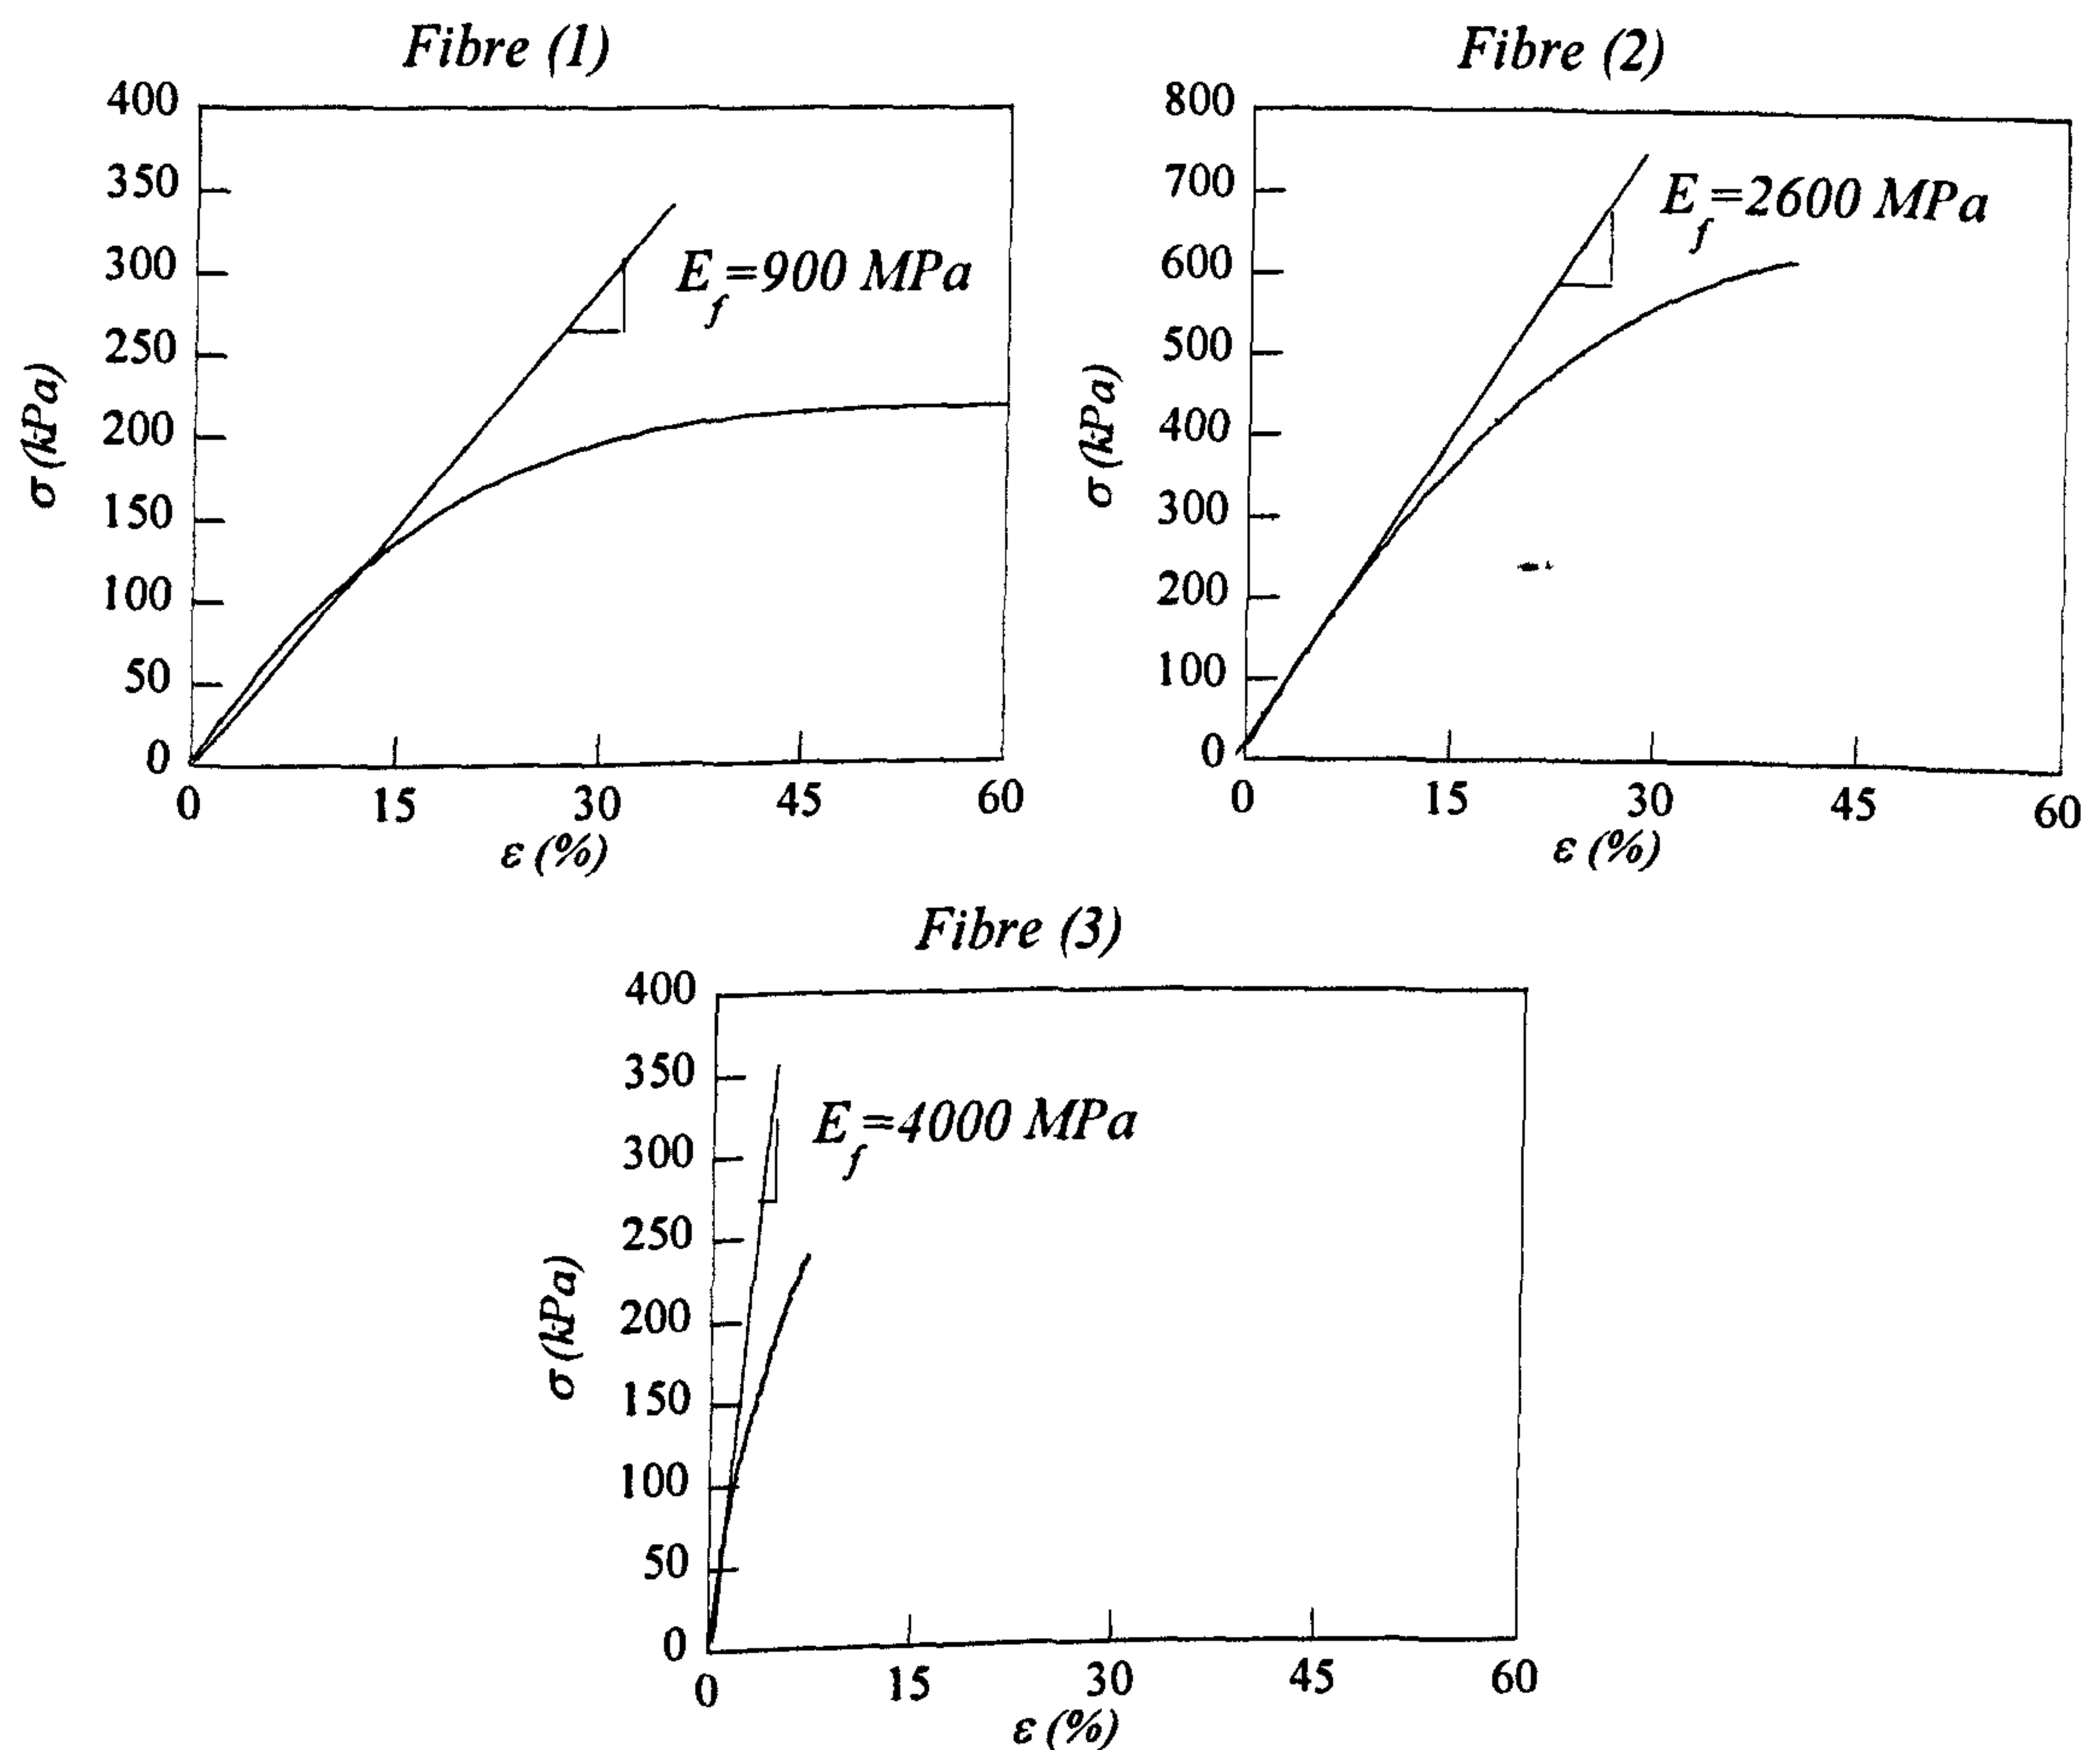 Fibre (1)
400
350
300
250
200
150
100
50
0
E_f=900 MPa
σ (kPa)
0 15 30 45 60
ε (%)
Fibre (2)
800
700
600
500
400
300
200
100
0
E_f=2600 MPa
σ (kPa)
0 15 30 45 60
ε (%)
Fibre (3)
400
350
300
250
200
150
100
50
0
E_f=4000 MPa
σ (kPa)
0 15 30 45 60
ε (%)